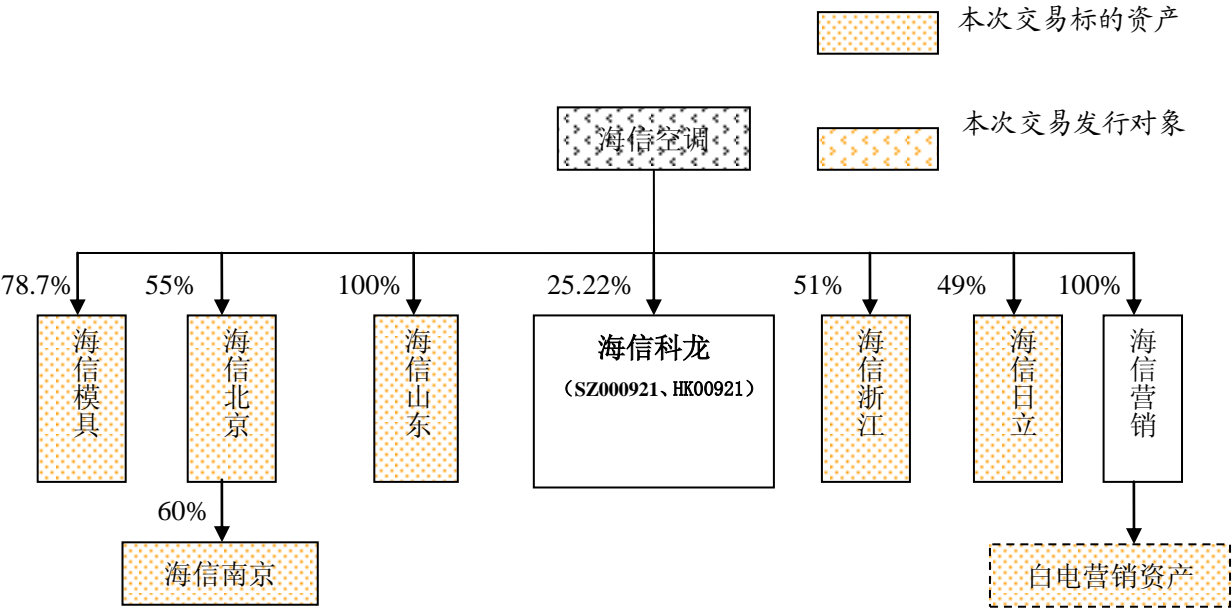 本次交易标的资产
本次交易发行对象
海信空调
78.7%
55%
100%
25.22%
51%
49%
100%
海信模具
海信北京
海信山东
海信科龙
（SZ000921、HK00921）
海信浙江
海信日立
海信营销
60%
海信南京
白电营销资产